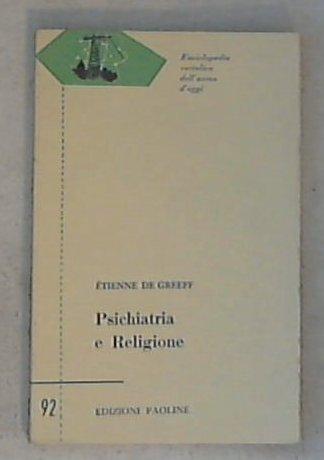 Enciclopedia
cattolica
dell'uomo
d'oggi
ÉTIENNE DE GREEFF
Psichiatria
e Religione
92
EDIZIONI PAOLINE